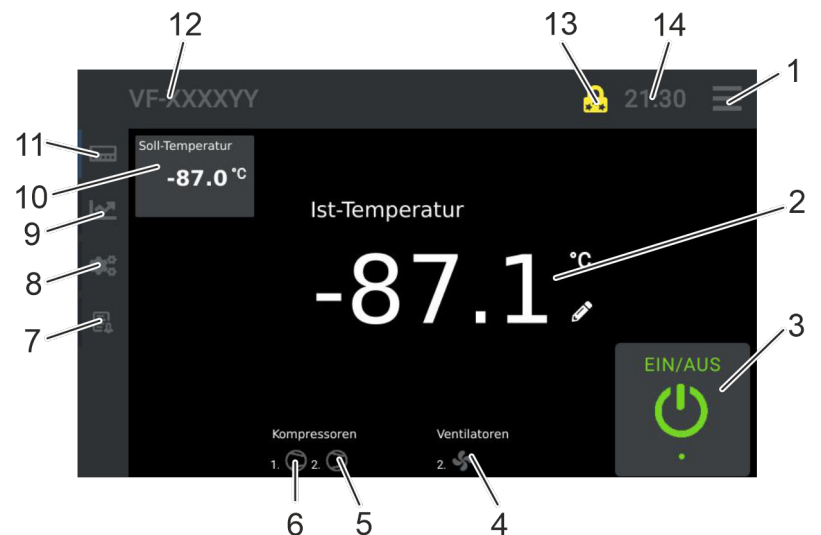 12
13
14
1
VF-XXXXYY
21:30
11
Soll-Temperatur
-87.0 °C
10
Ist-Temperatur
2
9
-87.1 °C
8
3
7
EIN/AUS
Kompressoren
Ventilatoren
1. 2.
2.
6
5
4